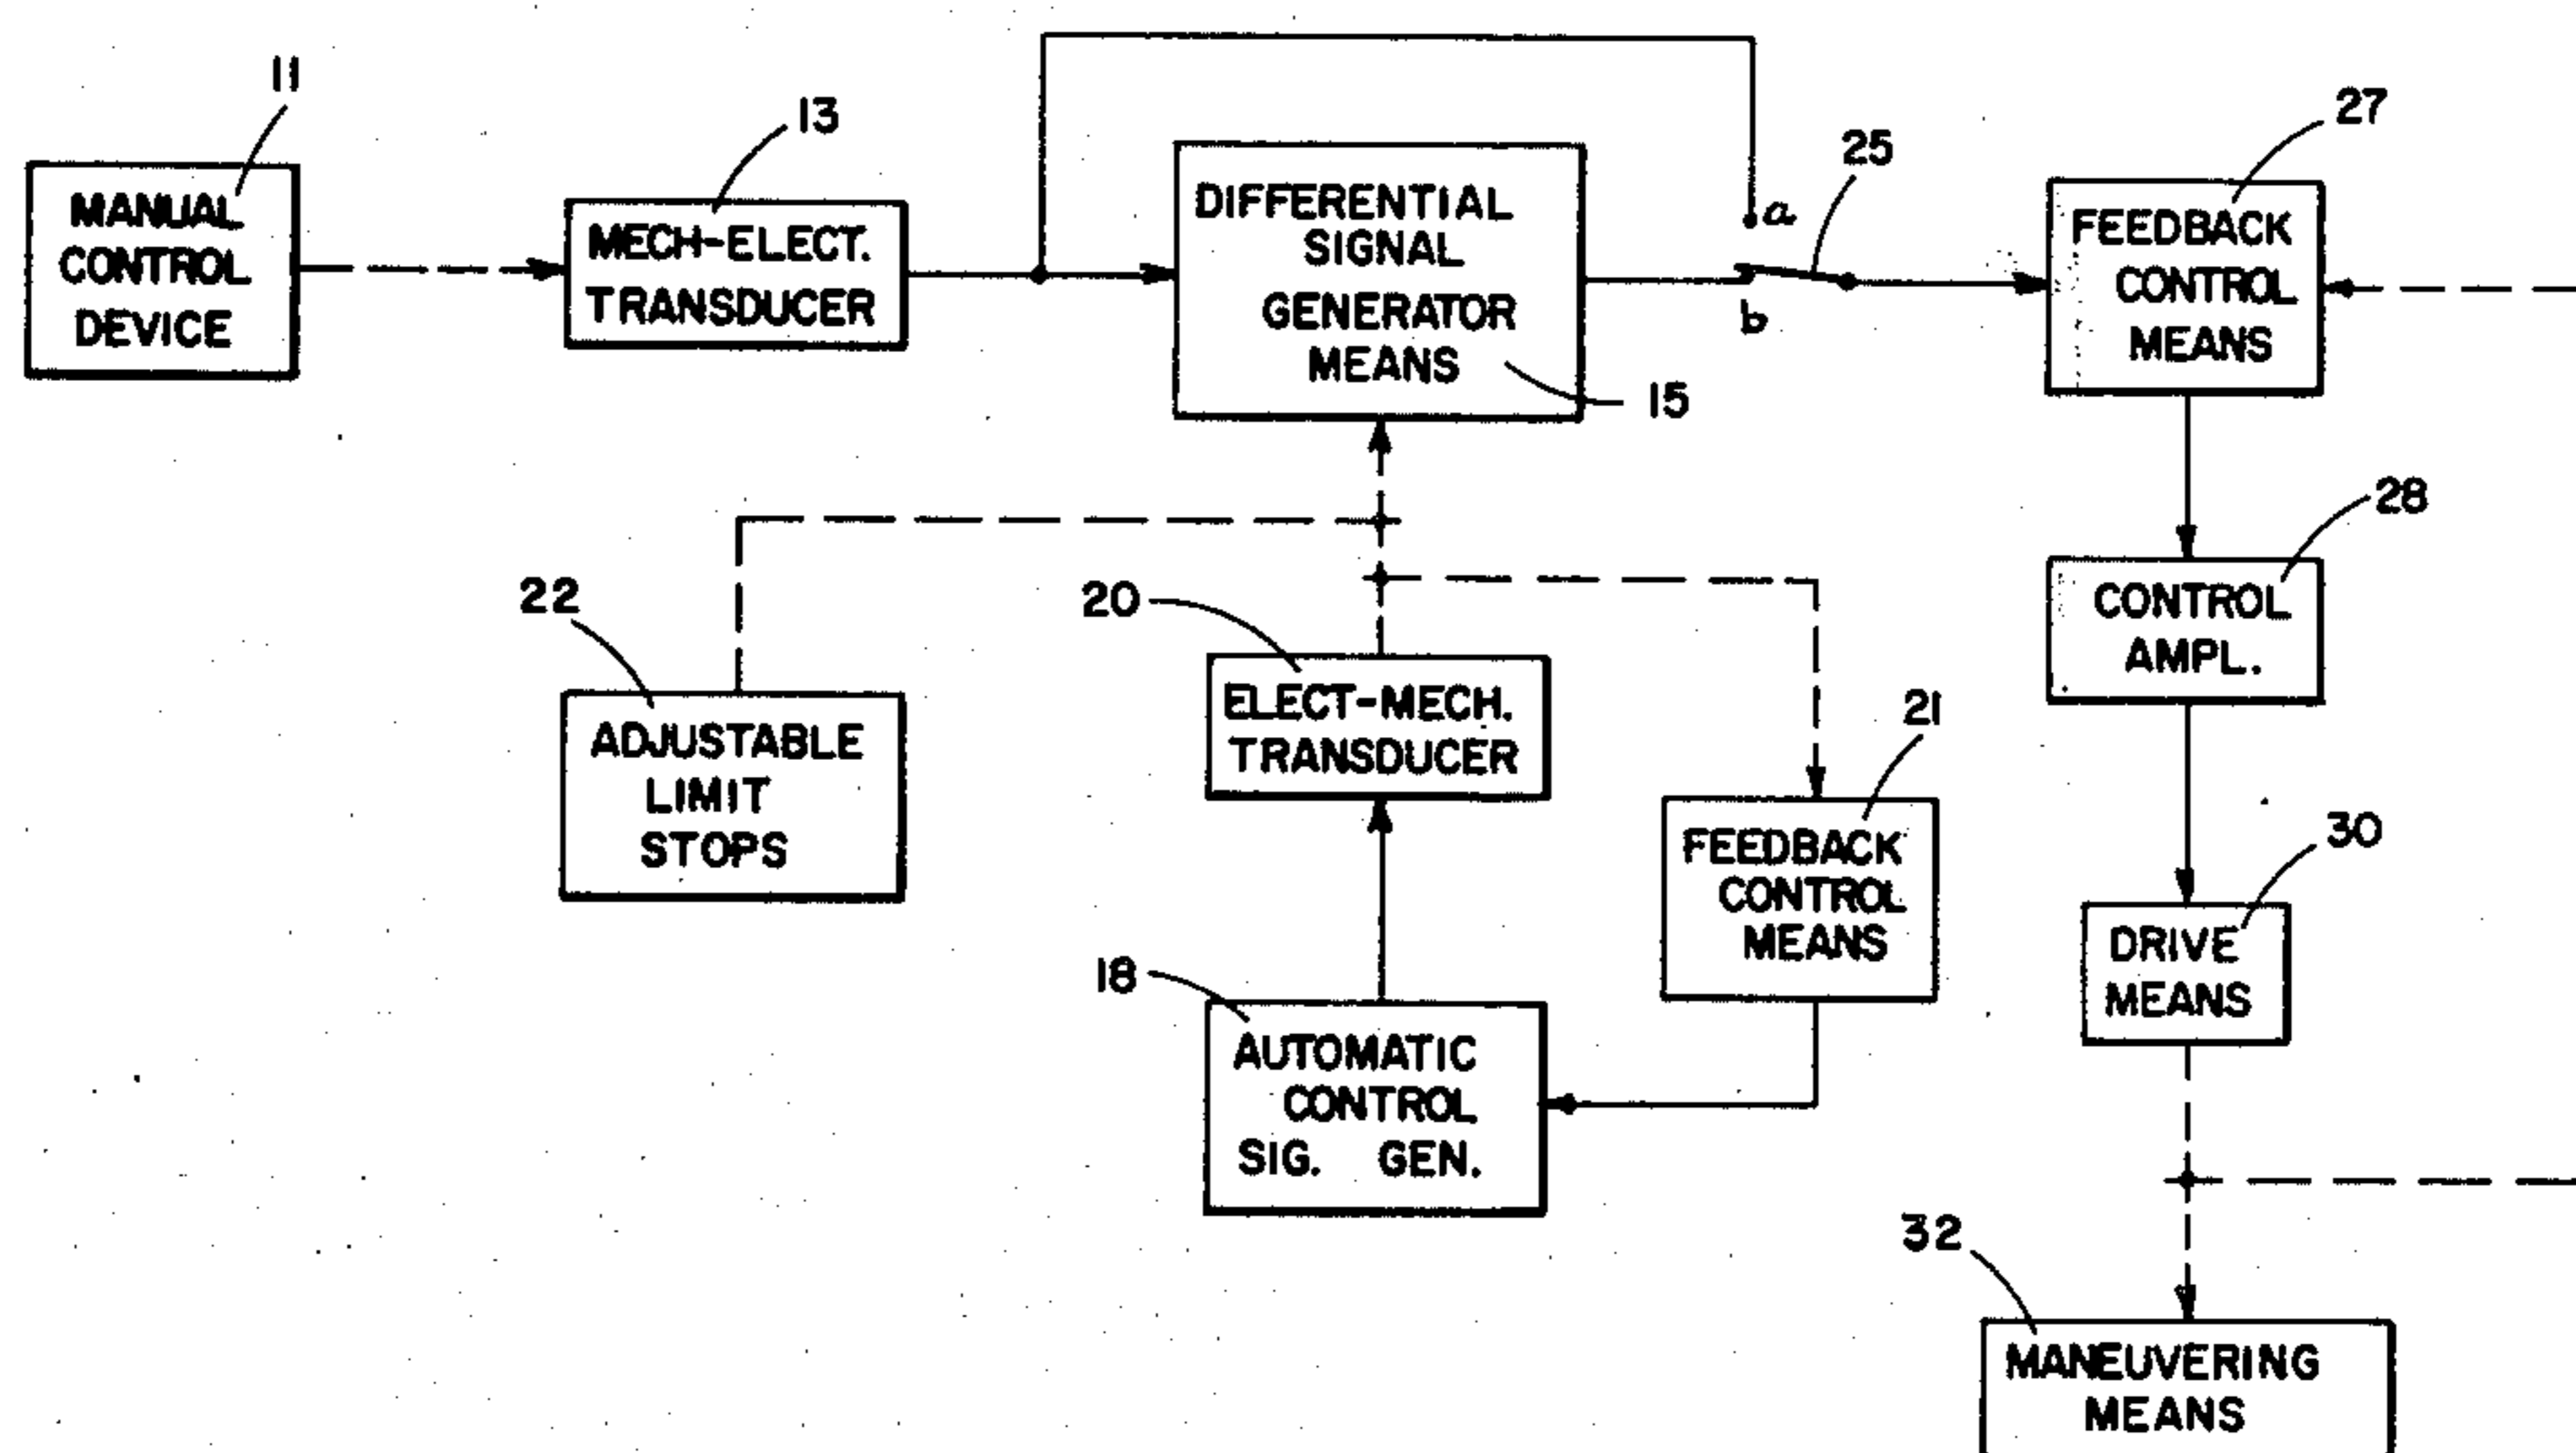 11
MANUAL
CONTROL
DEVICE
13
MECH-ELECT.
TRANSDUCER
DIFFERENTIAL
SIGNAL
GENERATOR
MEANS
15
a
b
25
27
FEEDBACK
CONTROL
MEANS
28
CONTROL
AMPL.
22
ADJUSTABLE
LIMIT
STOPS
20
ELECT-MECH.
TRANSDUCER
21
FEEDBACK
CONTROL
MEANS
30
DRIVE
MEANS
18
AUTOMATIC
CONTROL
SIG. GEN.
32
MANEUVERING
MEANS